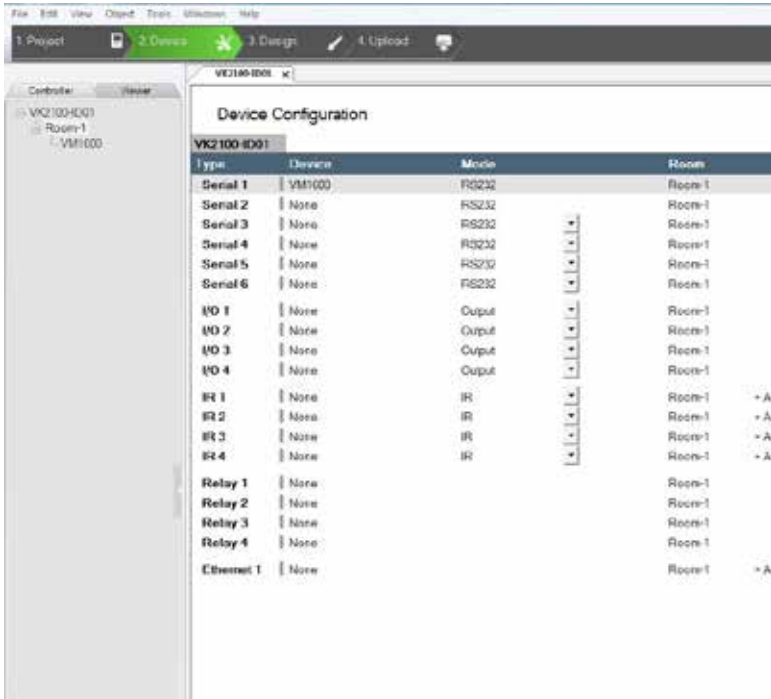 File Edit View Object Tools Windows Help
1. Project 2. Device 3. Design 4. Upload
VK2100-ID01 x
Controller Viewer
VK2100-ID01
Room-1
VM1000
Device Configuration
VK2100-ID01
Type Device Mode Room
Serial 1 VM1000 RS232 Room-1
Serial 2 None RS232 Room-1
Serial 3 None RS232 Room-1
Serial 4 None RS232 Room-1
Serial 5 None RS232 Room-1
Serial 6 None RS232 Room-1
I/O 1 None Output Room-1
I/O 2 None Output Room-1
I/O 3 None Output Room-1
I/O 4 None Output Room-1
IR 1 None IR Room-1 + A
IR 2 None IR Room-1 + A
IR 3 None IR Room-1 + A
IR 4 None IR Room-1 + A
Relay 1 None Room-1
Relay 2 None Room-1
Relay 3 None Room-1
Relay 4 None Room-1
Ethernet 1 None Room-1 + A